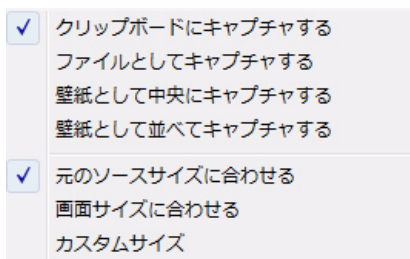 クリップボードにキャプチャする
ファイルとしてキャプチャする
壁紙として中央にキャプチャする
壁紙として並べてキャプチャする
元のソースサイズに合わせる
画面サイズに合わせる
カスタムサイズ